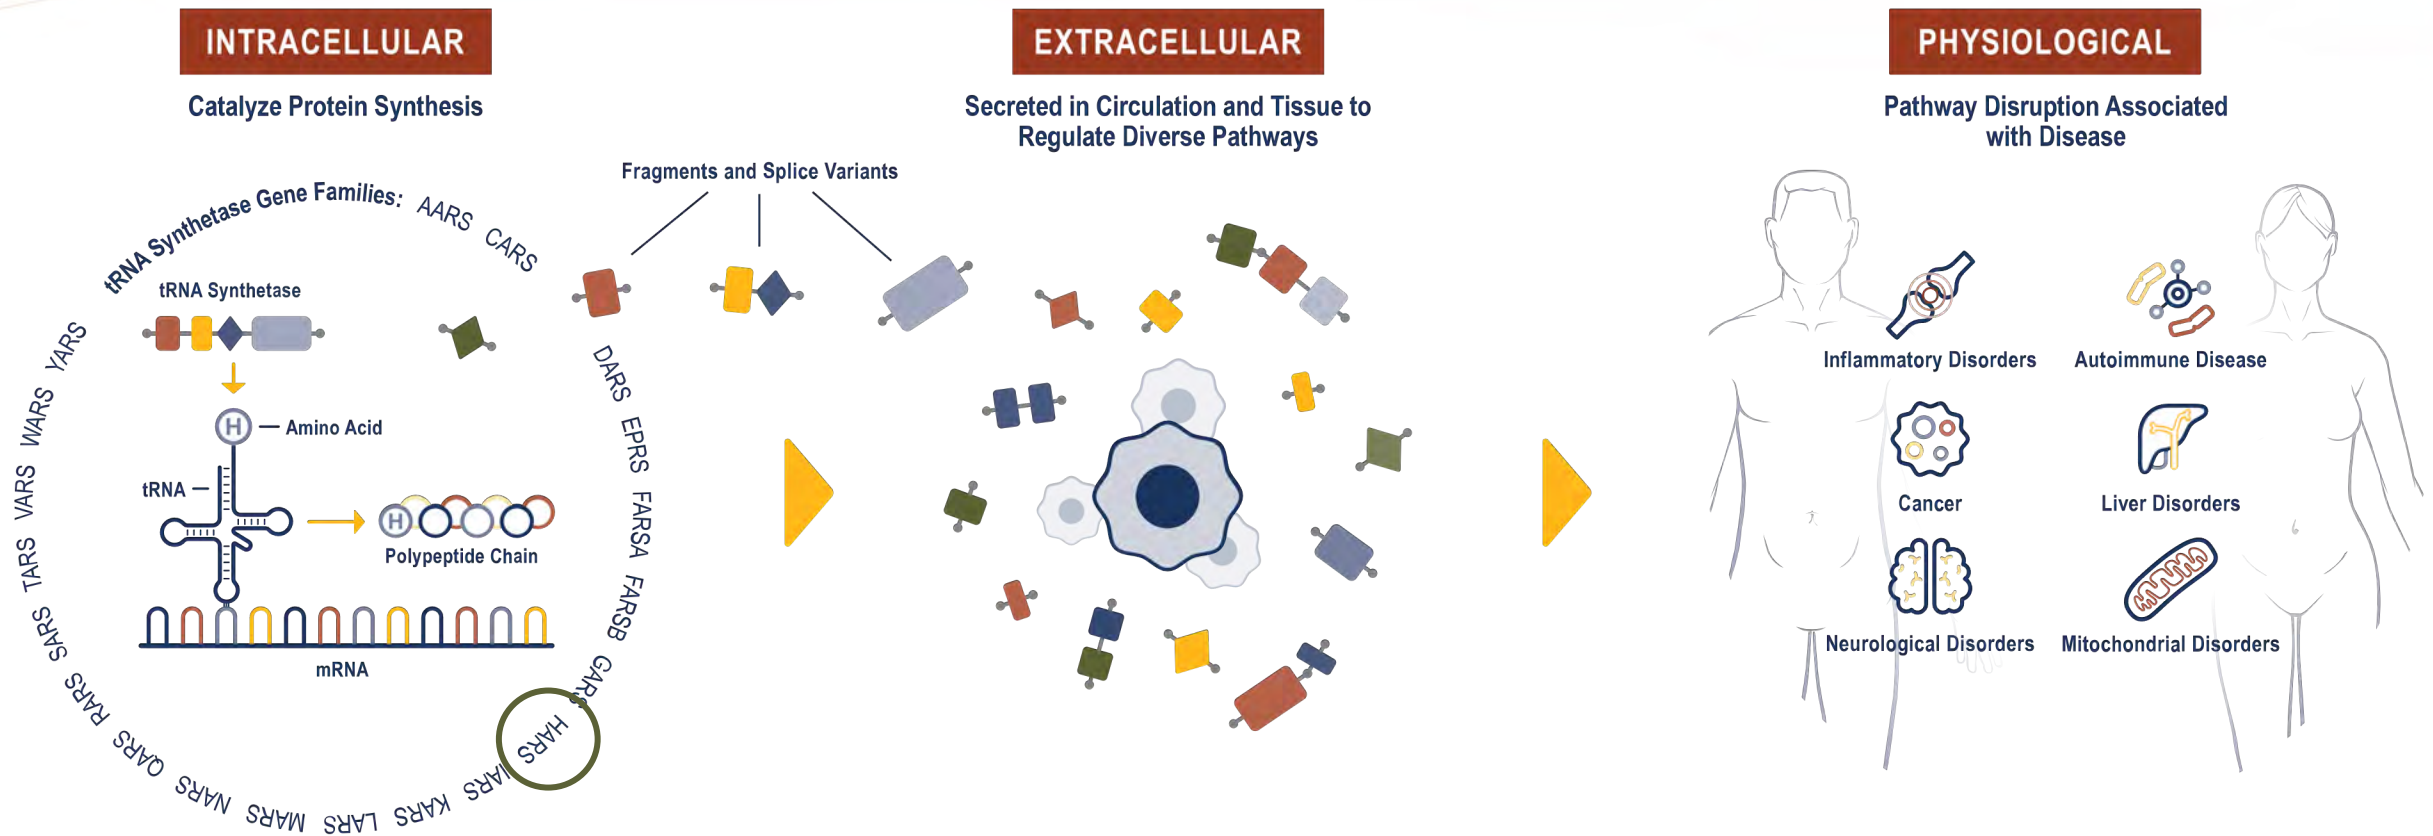 INTRACELLULAR
Catalyze Protein Synthesis
tRNA Synthetase Gene Families: AARS CARS DARS EPRS FARSA FARSB GARS HARS IARS KARS LARS MARS NARS QARS RARS SARS TARS VARS WARS YARS
tRNA Synthetase
H
Amino Acid
tRNA
H
Polypeptide Chain
mRNA
Fragments and Splice Variants
EXTRACELLULAR
Secreted in Circulation and Tissue to
Regulate Diverse Pathways
PHYSIOLOGICAL
Pathway Disruption Associated
with Disease
Inflammatory Disorders
Autoimmune Disease
Cancer
Liver Disorders
Neurological Disorders
Mitochondrial Disorders